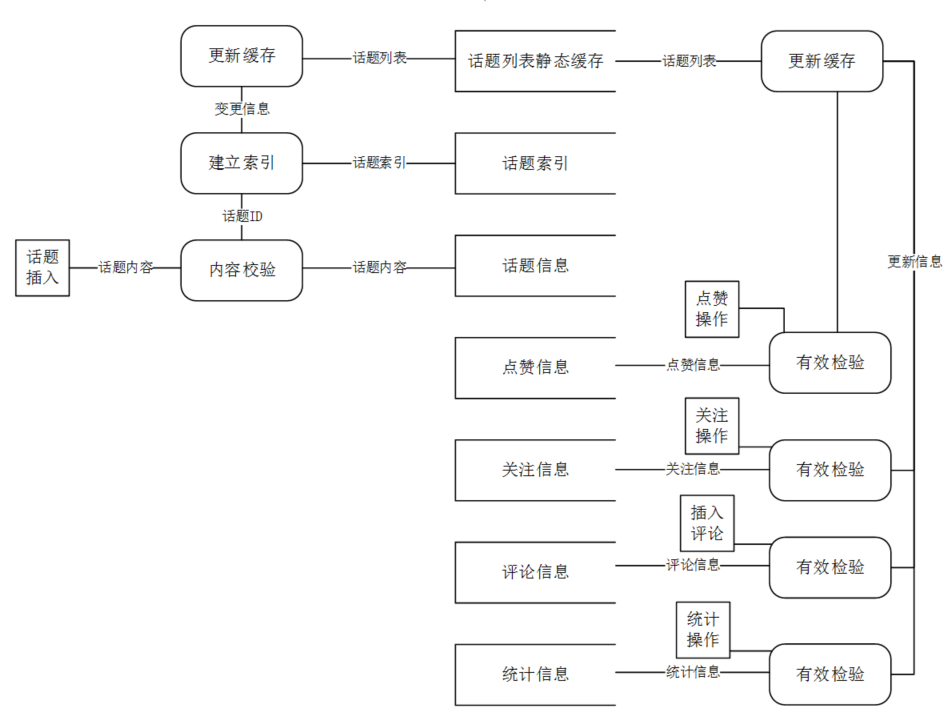 更新缓存
话题列表
话题列表静态缓存
话题列表
更新缓存
变更信息
建立索引
话题索引
话题索引
话题ID
话题
插入
话题内容
内容校验
话题内容
话题信息
更新信息
点赞
操作
点赞信息
点赞信息
有效检验
关注
操作
关注信息
关注信息
有效检验
插入
评论
评论信息
评论信息
有效检验
统计
操作
统计信息
统计信息
有效检验